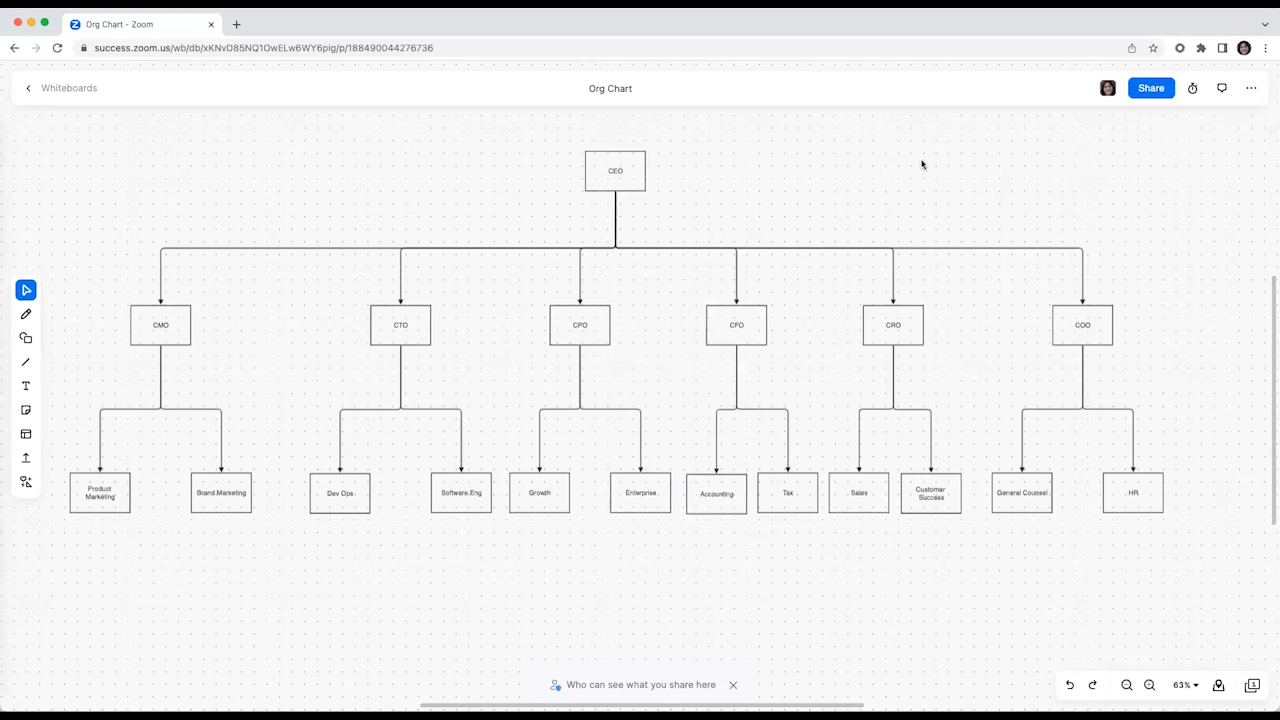 Org Chart - Zoom
success.zoom.us/wb/db/xKNvD85NQ1OwELw6WY6pig/p/188490044276736
Whiteboards
Org Chart
Share
CEO
CMO
CTO
CPO
CFO
CRO
COO
Product
Marketing
Brand Marketing
Dev Ops
Software Eng
Growth
Enterprise
Accounting
Tax
Sales
Customer
Success
General Counsel
HR
Who can see what you share here
63%
1